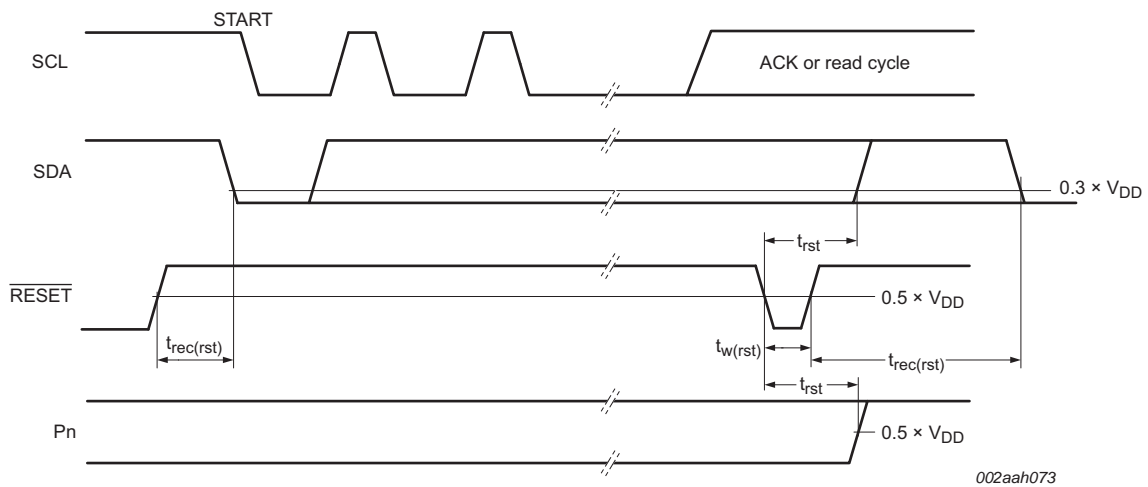 START
SCL
ACK or read cycle
SDA
0.3 × VDD
trst
RESET
0.5 × VDD
trec(rst)
tw(rst)
trec(rst)
trst
Pn
0.5 × VDD
002aah073